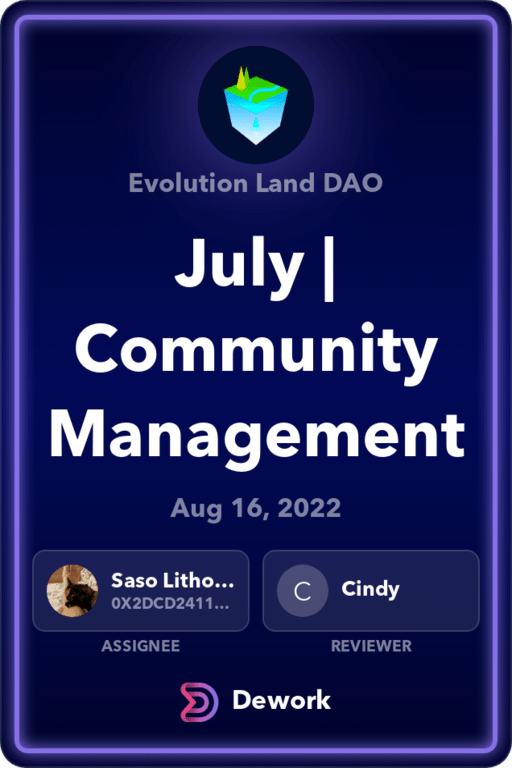 Evolution Land DAO
July |
Community
Management
Aug 16, 2022
Saso Litho...
0X2DCD2411...
ASSIGNEE
C
Cindy
REVIEWER
Dework